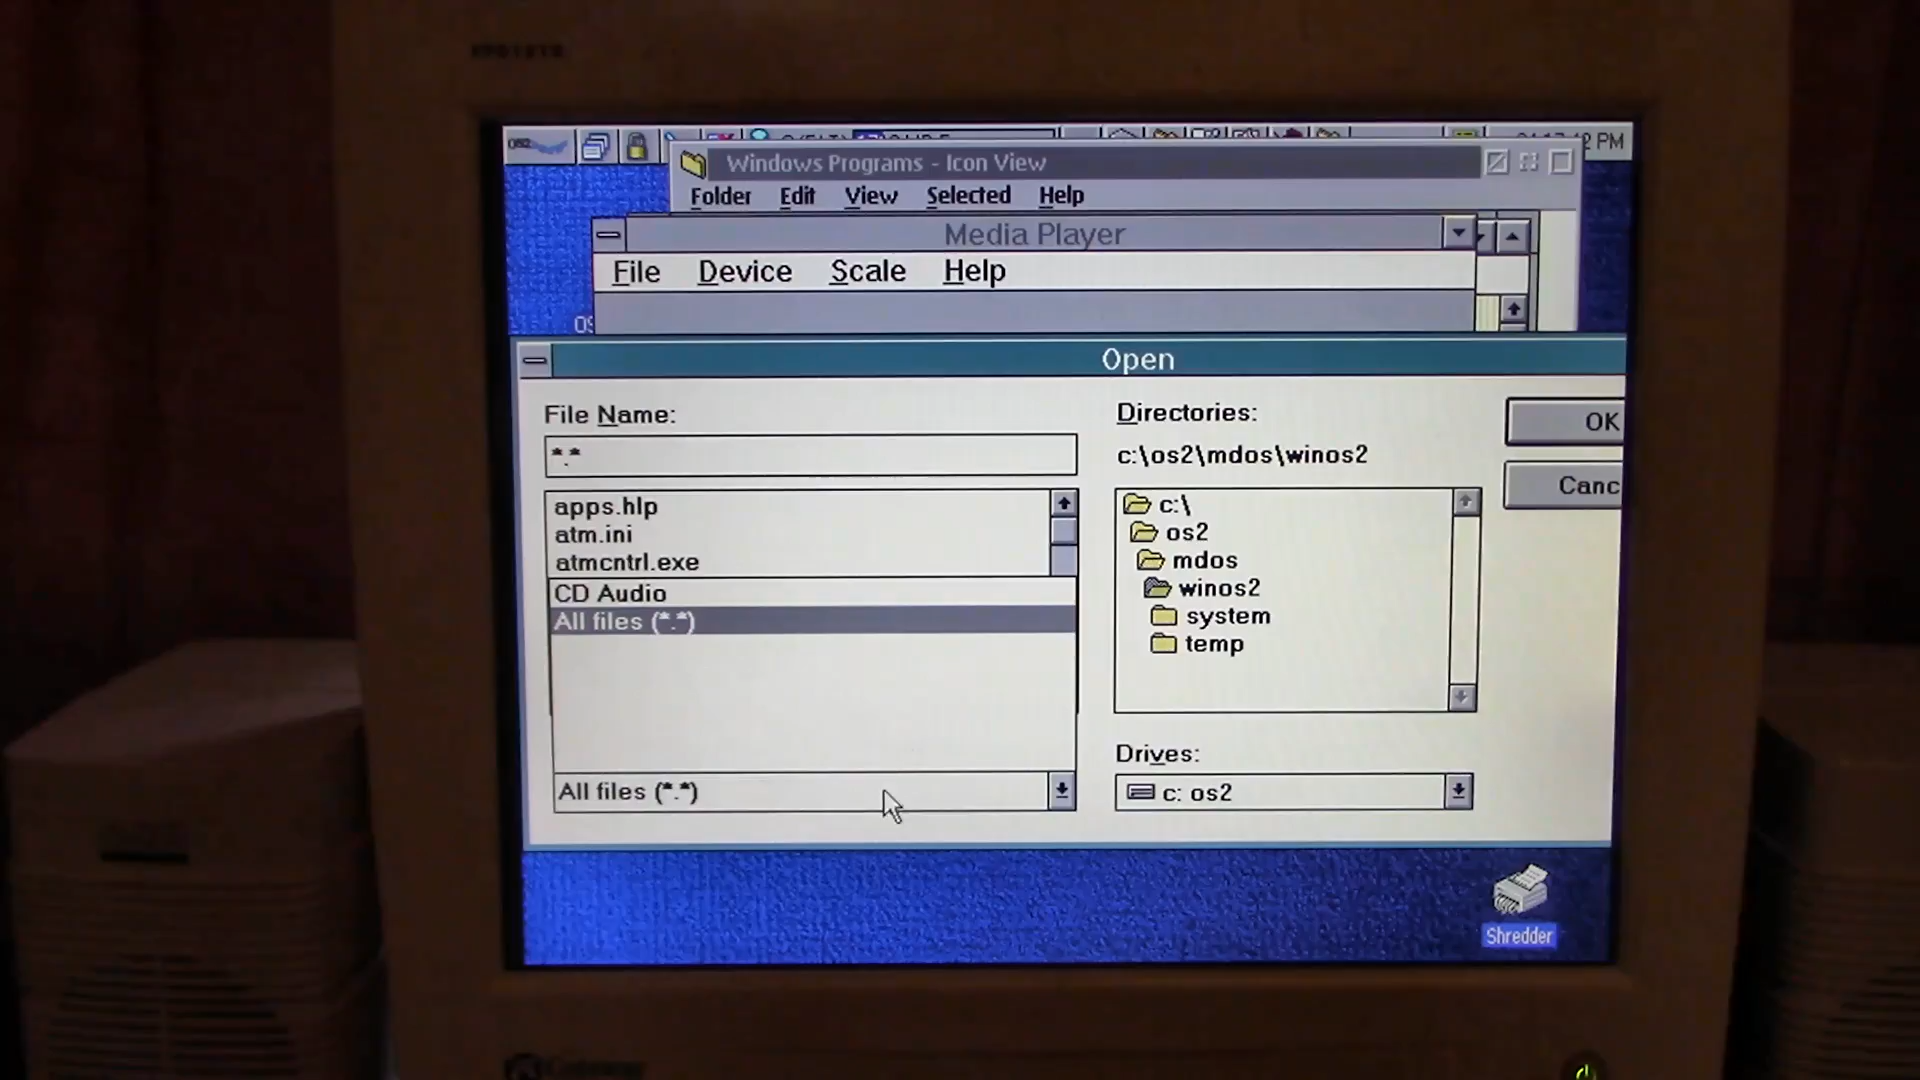 PM
Windows Programs - Icon View
Folder Edit View Selected Help
Media Player
File Device Scale Help
OS
Open
File Name:
*.*
apps.hlp
atm.ini
atmcntrl.exe
CD Audio
All files (*.*)
All files (*.*)
Directories:
c:\os2\mdos\winos2
c:\
os2
mdos
winos2
system
temp
Drives:
c: os2
OK
Canc
Shredder